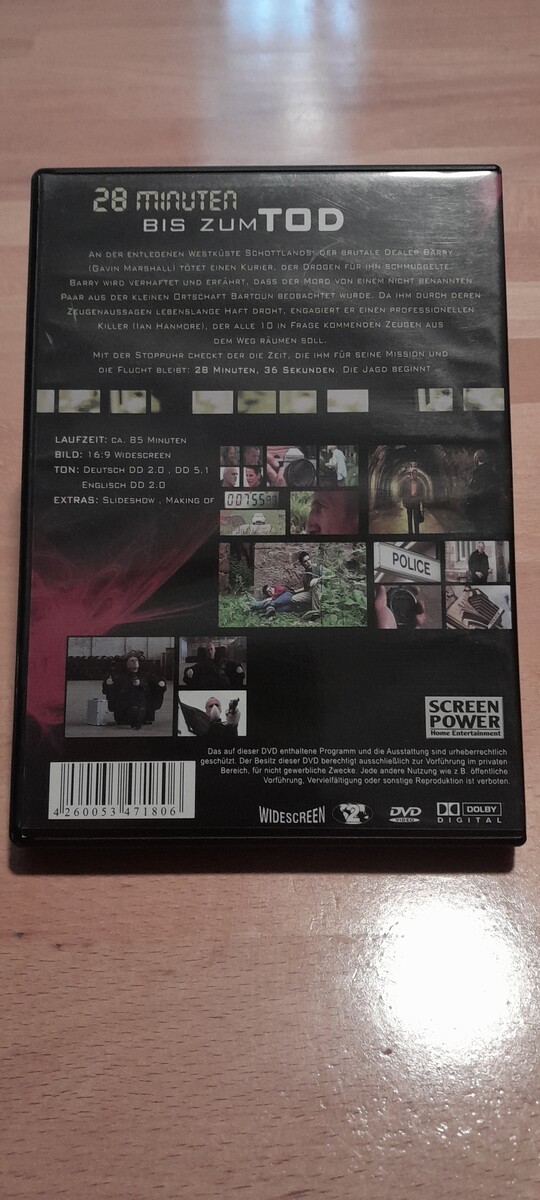 28 MINUTEN
BIS ZUM TOD
AN DER ENTLEGENEN WESTKÜSTE SCHOTTLANDS: DER BRUTALE DEALER BARRY
(GAVIN MARSHALL) TÖTET EINEN KURIER, DER DROGEN FÜR IHN SCHMUGGELTE.
BARRY WIRD VERHAFTET UND ERFÄHRT, DASS DER MORD VON EINEM NICHT BENANNTEN
PAAR AUS DER KLEINEN ORTSCHAFT BARTOUN BEOBACHTET WURDE. DA IHM DURCH DEREN
ZEUGENAUSSAGEN LEBENSLANGE HAFT DROHT, ENGAGIERT ER EINEN PROFESSIONELLEN
KILLER (IAN HANMORE), DER ALLE 10 IN FRAGE KOMMENDEN ZEUGEN AUS
DEM WEG RÄUMEN SOLL.
MIT DER STOPPUHR CHECKT DER DIE ZEIT, DIE IHM FÜR SEINE MISSION UND
DIE FLUCHT BLEIBT: 28 MINUTEN, 36 SEKUNDEN. DIE JAGD BEGINNT
LAUFZEIT: CA. 85 MINUTEN
BILD: 16:9 WIDESCREEN
TON: DEUTSCH DD 2.0 , DD 5.1
ENGLISCH DD 2.0
EXTRAS: SLIDESHOW , MAKING OF
POLICE
SCREEN
POWER
Home Entertainment
Das auf dieser DVD enthaltene Programm und die Ausstattung sind urheberrechtlich
geschützt. Der Besitz dieser DVD berechtigt ausschließlich zur Vorführung im privaten
Bereich, für nicht gewerbliche Zwecke. Jede andere Nutzung wie z.B. öffentliche
Vorführung, Vervielfältigung oder sonstige Reproduktion ist verboten.
4 260053 471806
WIDESCREEN 2 DVD VIDEO DOLBY DIGITAL